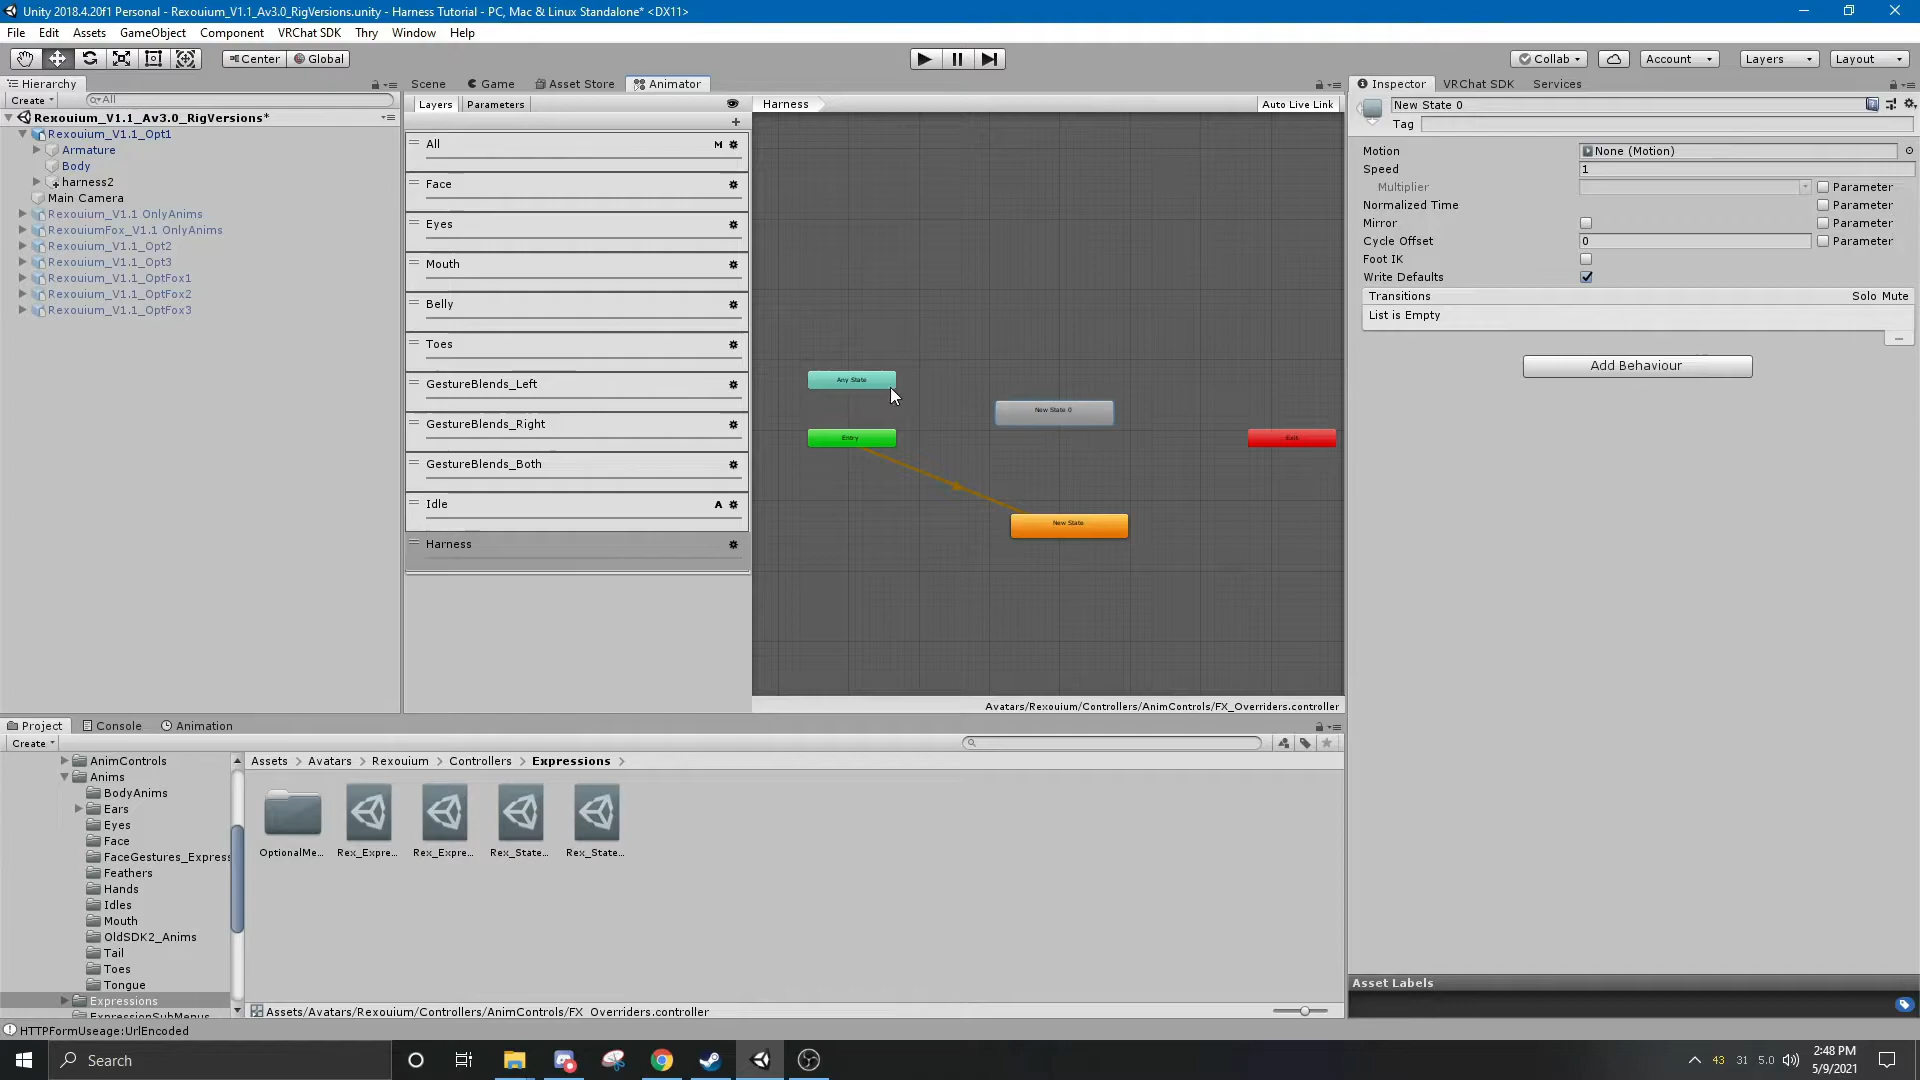 Unity 2018.4.20f1 Personal - Rexouium_V1.1_Av3.0_RigVersions.unity - Harness Tutorial - PC, Mac & Linux Standalone* <DX11>
File Edit Assets GameObject Component VRChat SDK Thry Window Help
Center Global Collab Account Layers Layout
Hierarchy
Create All
Rexouium_V1.1_Av3.0_RigVersions*
Rexouium_V1.1_Opt1
Armature
Body
harness2
Main Camera
Rexouium_V1.1 OnlyAnims
RexouiumFox_V1.1 OnlyAnims
Rexouium_V1.1_Opt2
Rexouium_V1.1_Opt3
Rexouium_V1.1_OptFox1
Rexouium_V1.1_OptFox2
Rexouium_V1.1_OptFox3
Scene Game Asset Store Animator
Layers Parameters
All M
Face
Eyes
Mouth
Belly
Toes
GestureBlends_Left
GestureBlends_Right
GestureBlends_Both
Idle A
Harness
Harness Auto Live Link
Any State
New State 0
Entry
Exit
New State
Avatars/Rexouium/Controllers/AnimControls/FX_Overriders.controller
Inspector VRChat SDK Services
New State 0
Tag
Motion None (Motion)
Speed 1
Multiplier Parameter
Normalized Time Parameter
Mirror Parameter
Cycle Offset 0 Parameter
Foot IK
Write Defaults
Transitions Solo Mute
List is Empty
Add Behaviour
Asset Labels
Project Console Animation
Create
AnimControls
Anims
BodyAnims
Ears
Eyes
Face
FaceGestures_Express
Feathers
Hands
Idles
Mouth
OldSDK2_Anims
Tail
Toes
Tongue
Expressions
ExpressionSubMenus
Assets > Avatars > Rexouium > Controllers > Expressions >
OptionalMe... Rex_Expre... Rex_Expre... Rex_State... Rex_State...
Assets/Avatars/Rexouium/Controllers/AnimControls/FX_Overriders.controller
HTTPFormUseage:UrlEncoded
Search
43 31 5.0
2:48 PM
5/9/2021